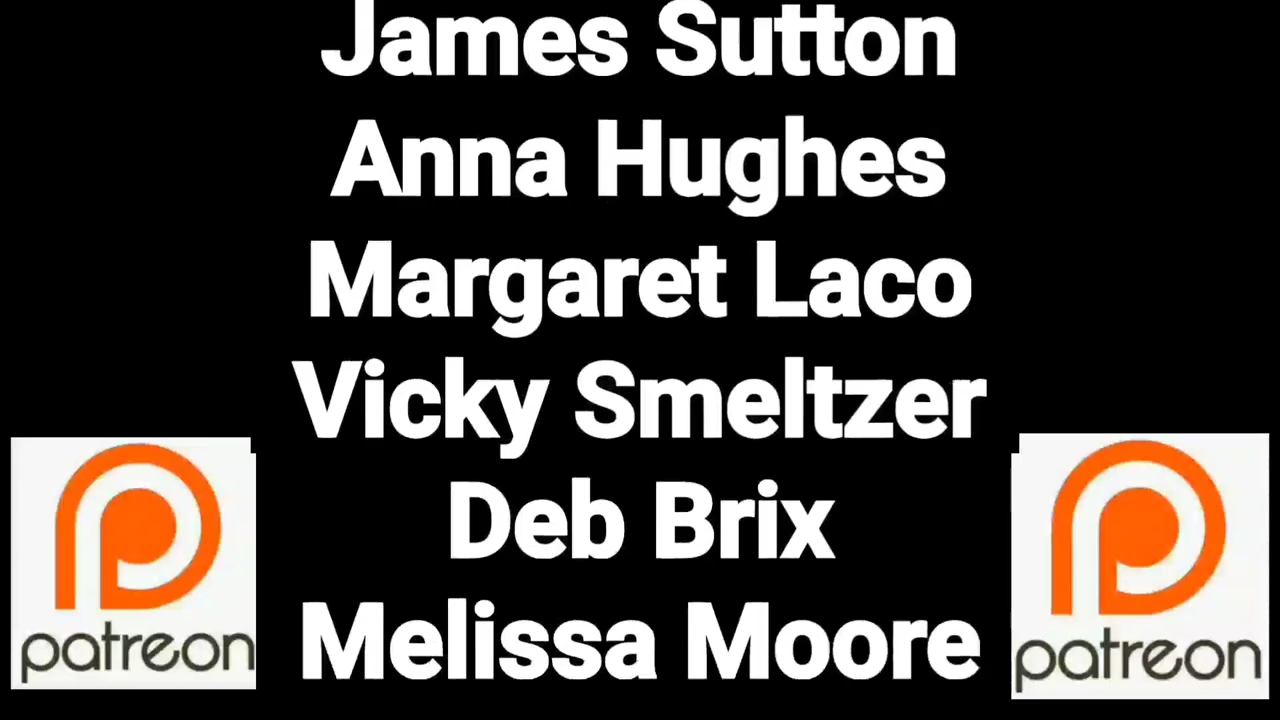 James Sutton
Anna Hughes
Margaret Laco
Vicky Smeltzer
Deb Brix
Melissa Moore
patreon
patreon